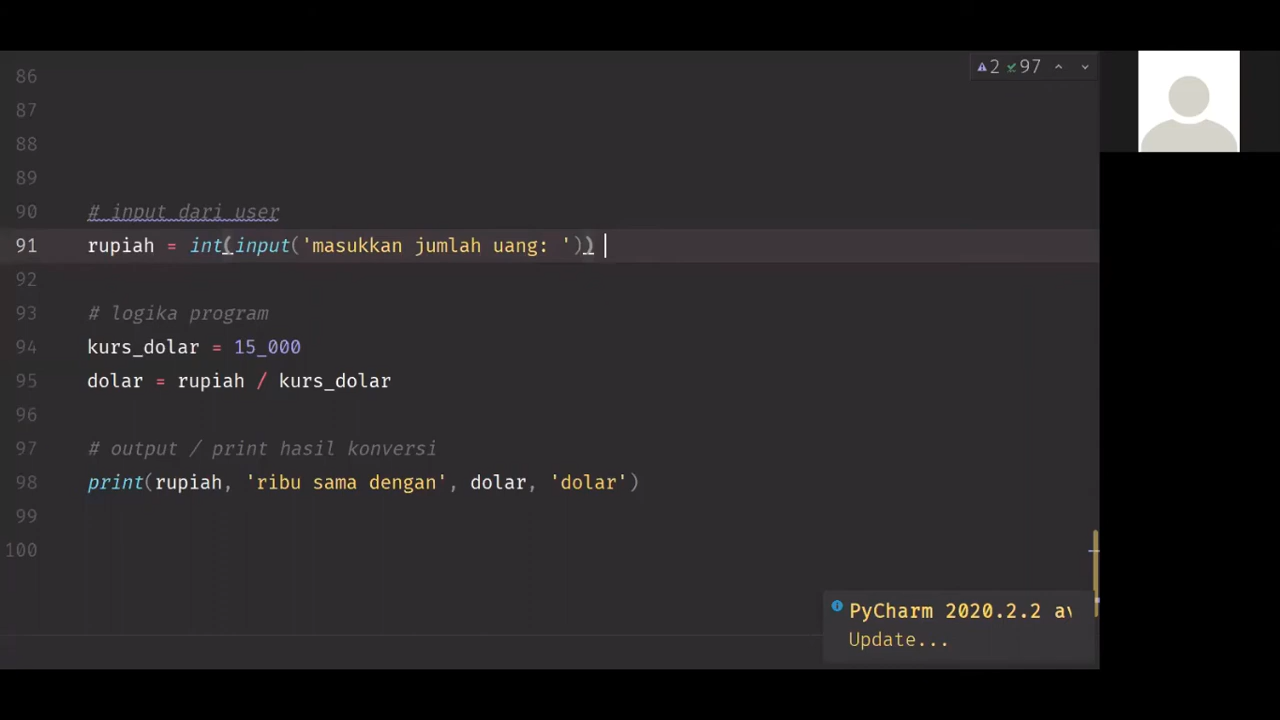 86
87
88
89
90 # input dari user
91 rupiah = int(input('masukkan jumlah uang: '))
92
93 # logika program
94 kurs_dolar = 15_000
95 dolar = rupiah / kurs_dolar
96
97 # output / print hasil konversi
98 print(rupiah, 'ribu sama dengan', dolar, 'dolar')
99
100
2 97
PyCharm 2020.2.2 av
Update...